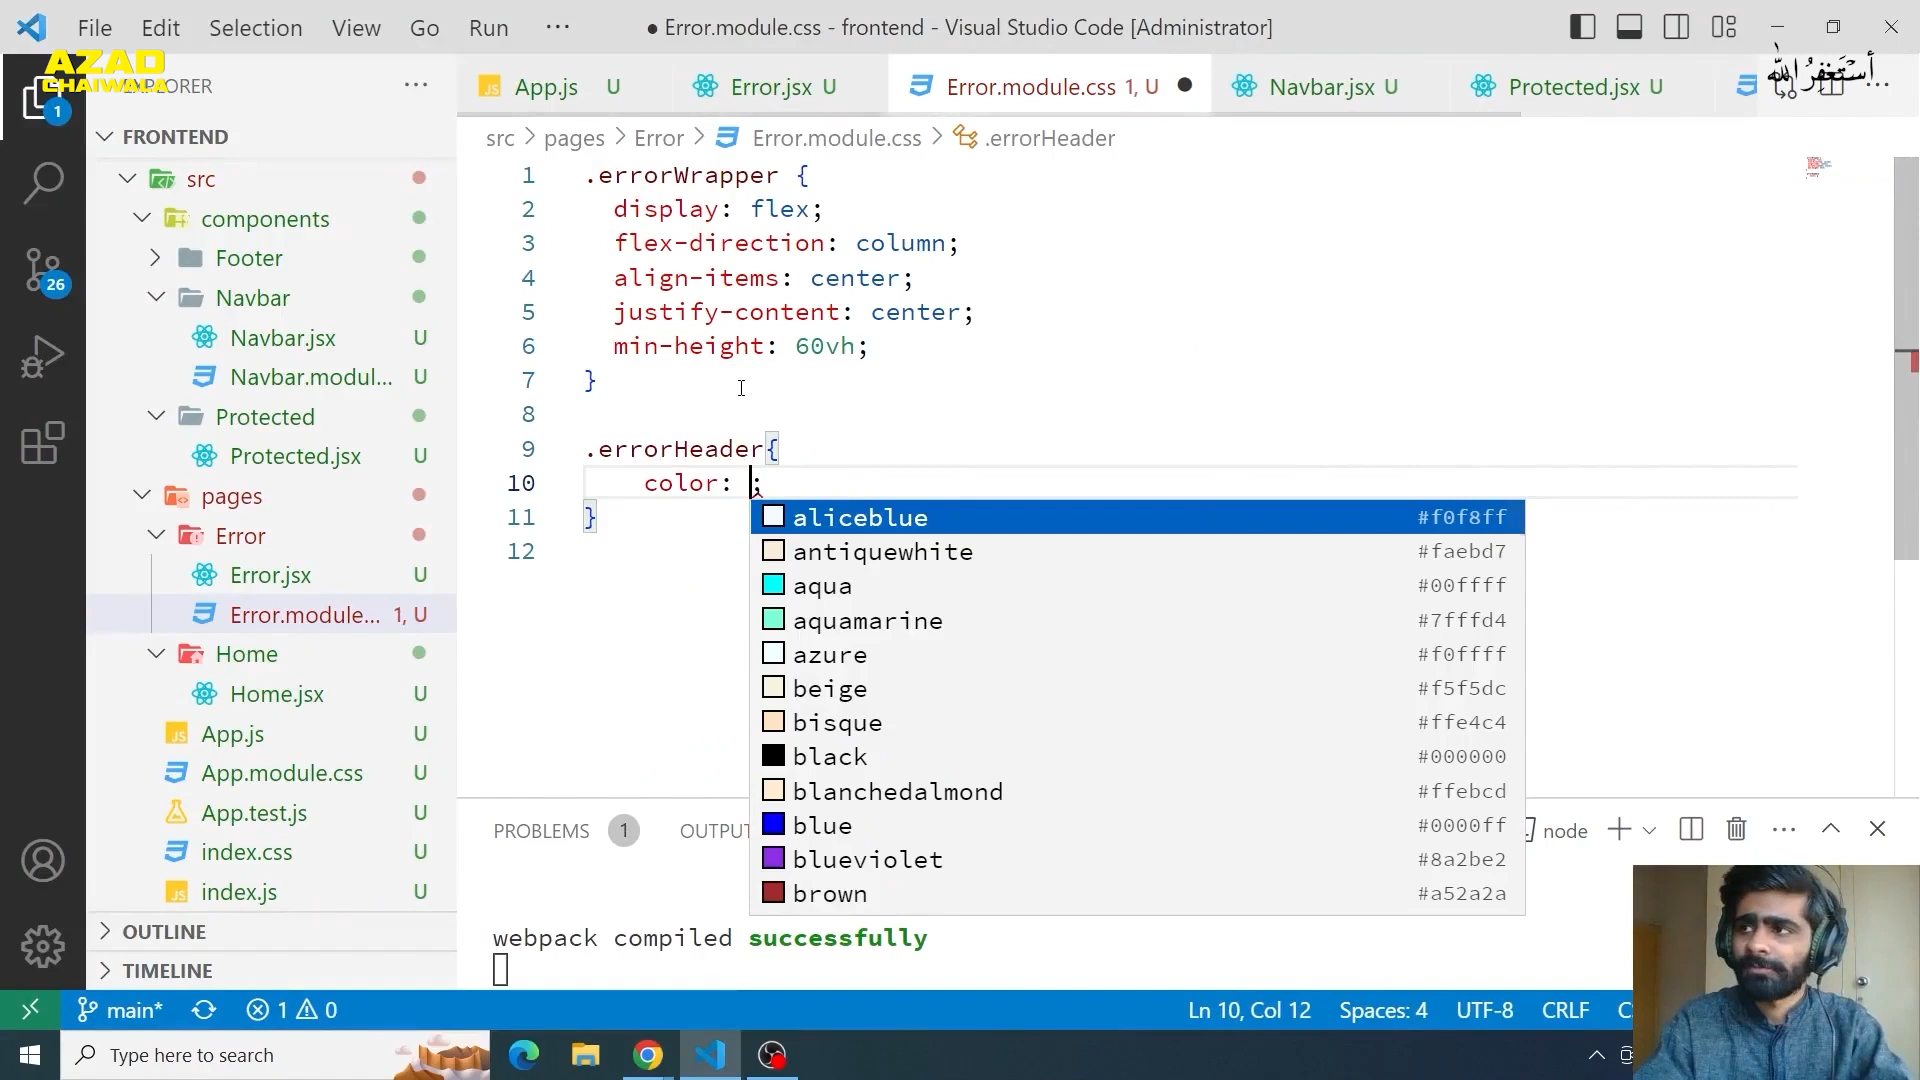 File Edit Selection View Go Run ···
● Error.module.css - frontend - Visual Studio Code [Administrator]
AZAD
CHAIWALA
EXPLORER ···
1
26
FRONTEND
src
components
Footer
Navbar
Navbar.jsx U
Navbar.modul... U
Protected
Protected.jsx U
pages
Error
Error.jsx U
Error.module... 1, U
Home
Home.jsx U
JS App.js U
App.module.css U
App.test.js U
index.css U
JS index.js U
OUTLINE
TIMELINE
JS App.js U
Error.jsx U
Error.module.css 1, U ●
Navbar.jsx U
Protected.jsx U
أستغفر الله
src > pages > Error > Error.module.css > .errorHeader
1 .errorWrapper {
2 display: flex;
3 flex-direction: column;
4 align-items: center;
5 justify-content: center;
6 min-height: 60vh;
7 }
8
9 .errorHeader{
10 color: ;
11 }
12
aliceblue #f0f8ff
antiquewhite #faebd7
aqua #00ffff
aquamarine #7fffd4
azure #f0ffff
beige #f5f5dc
bisque #ffe4c4
black #000000
blanchedalmond #ffebcd
blue #0000ff
blueviolet #8a2be2
brown #a52a2a
PROBLEMS 1 node ···
webpack compiled successfully
main* 1 0 Ln 10, Col 12 Spaces: 4 UTF-8 CRLF
Type here to search